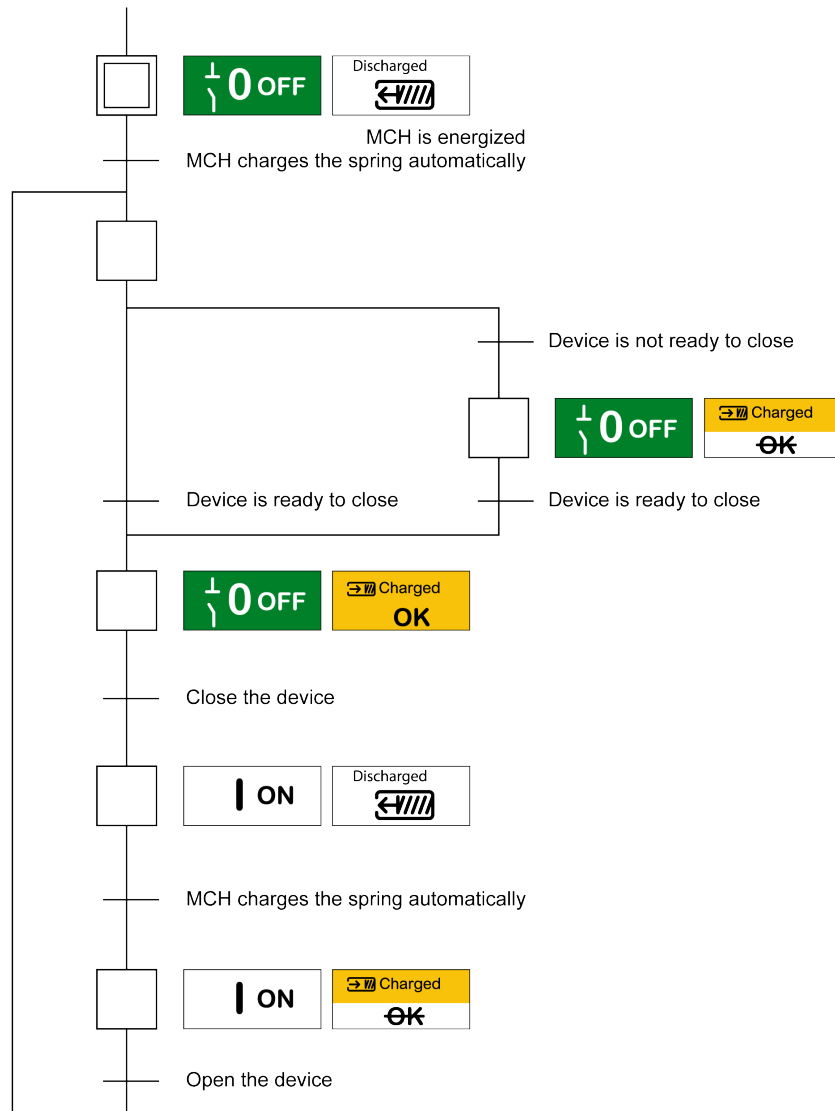 0 OFF
Discharged
MCH is energized
MCH charges the spring automatically
Device is not ready to close
0 OFF
Charged
OK
Device is ready to close
Device is ready to close
0 OFF
Charged
OK
Close the device
I ON
Discharged
MCH charges the spring automatically
I ON
Charged
OK
Open the device